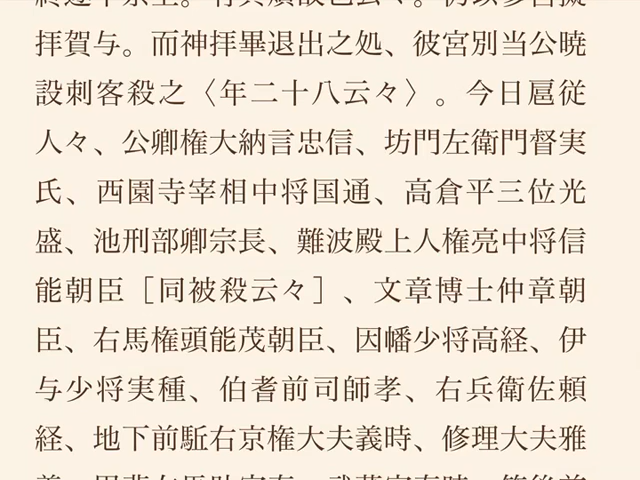 拝賀与。而神拝畢退出之処、彼宮別当公暁
設刺客殺之〈年二十八云々〉。今日扈従
人々、公卿権大納言忠信、坊門左衛門督実
氏、西園寺宰相中将国通、高倉平三位光
盛、池刑部卿宗長、難波殿上人権亮中将信
能朝臣［同被殺云々］、文章博士仲章朝
臣、右馬権頭能茂朝臣、因幡少将高経、伊
与少将実種、伯耆前司師孝、右兵衛佐頼
経、地下前駈右京権大夫義時、修理大夫雅